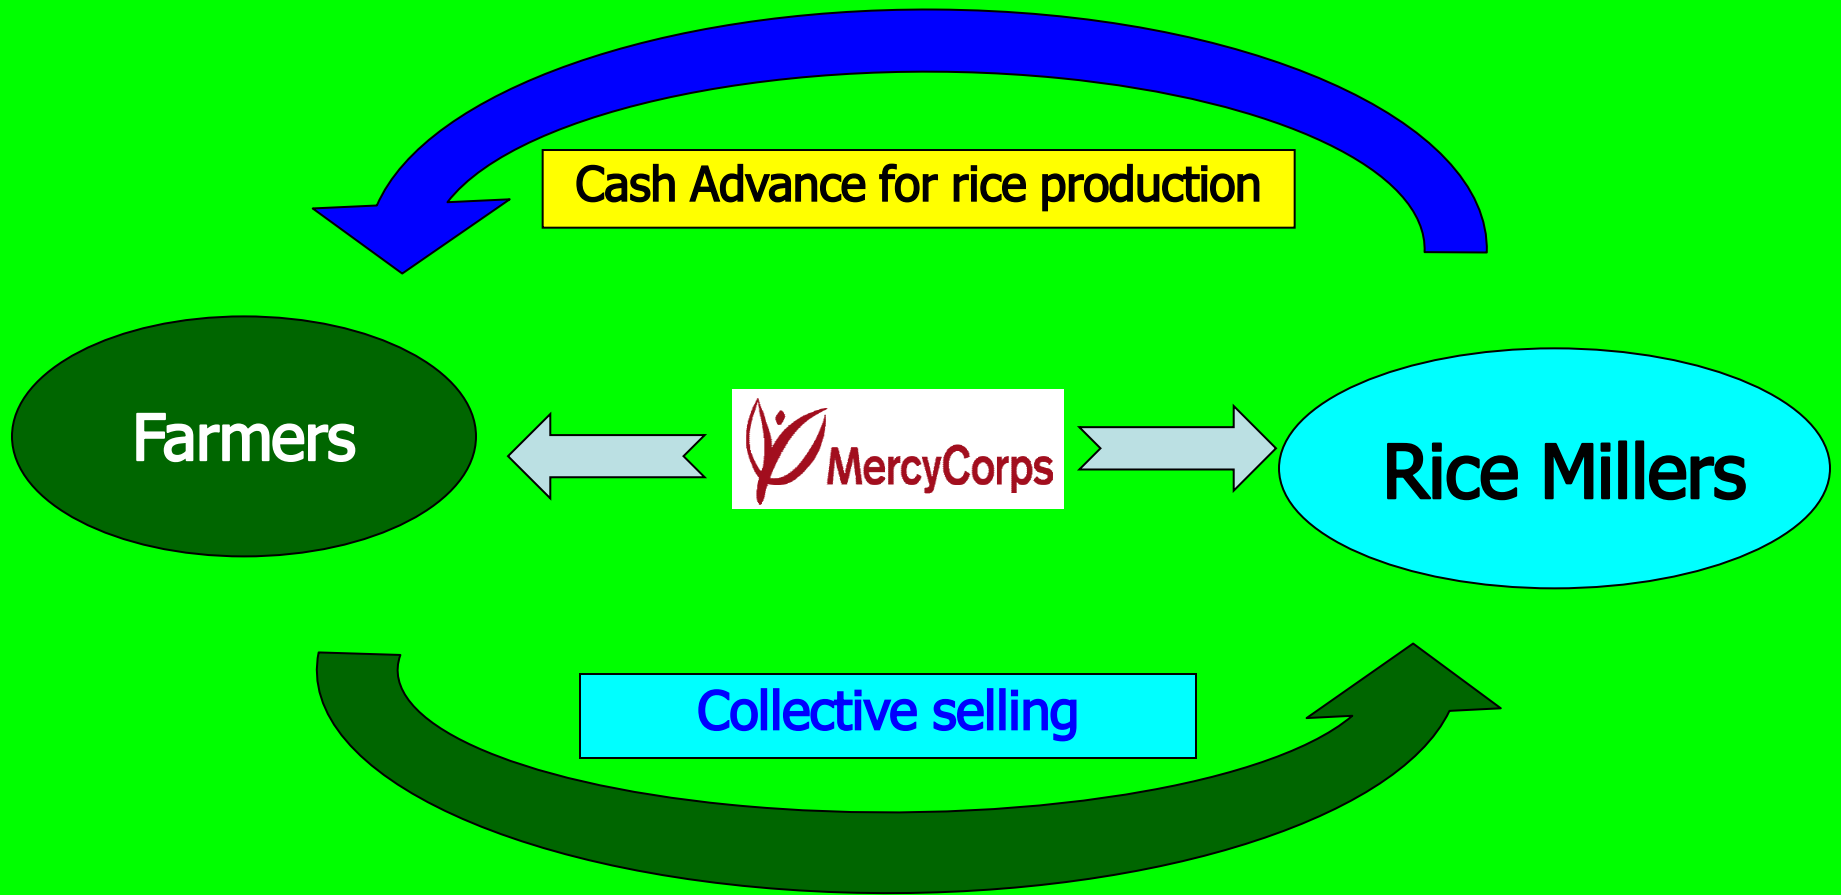 Cash Advance for rice production
Farmers
MercyCorps
Rice Millers
Collective selling